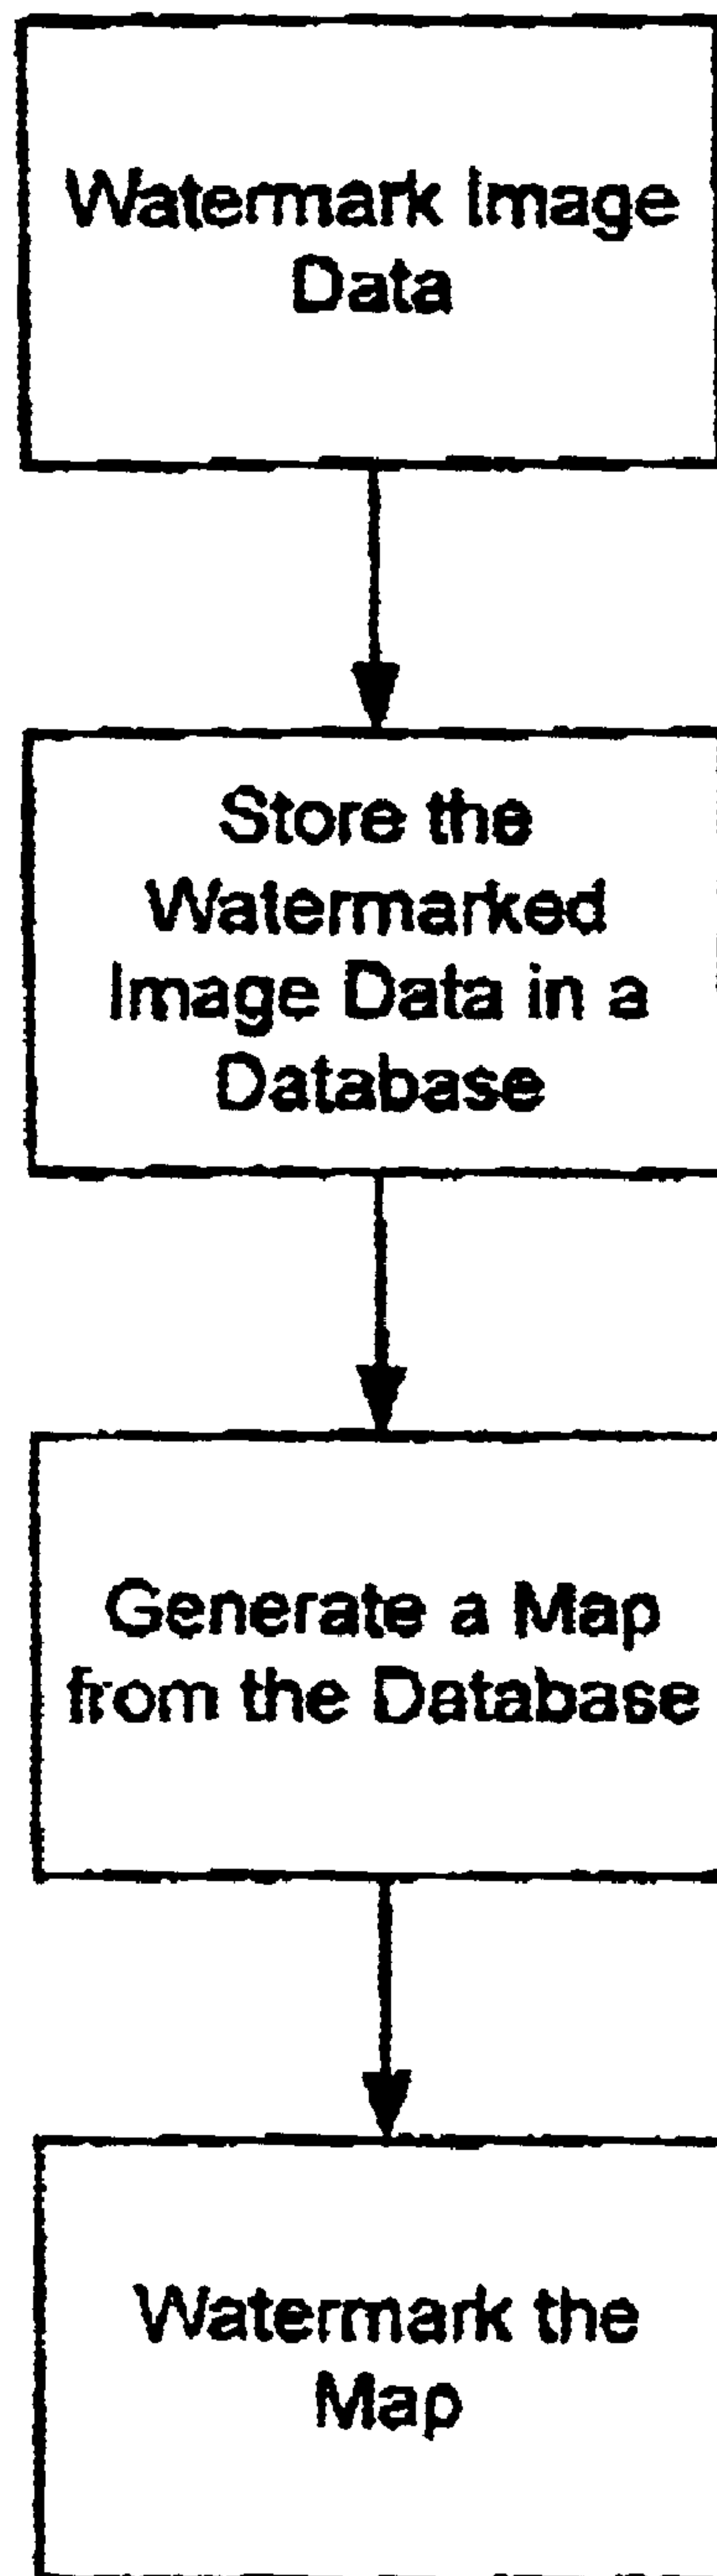 Watermark Image
Data
Store the
Watermarked
Image Data in a
Database
Generate a Map
from the Database
Watermark the
Map